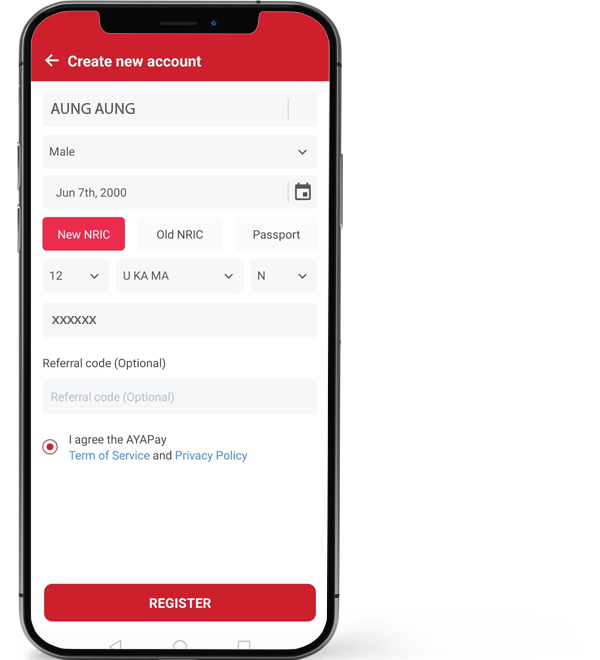 Create new account
AUNG AUNG
Male
Jun 7th, 2000
New NRIC Old NRIC Passport
12 U KA MA N
XXXXXX
Referral code (Optional)
Referral code (Optional)
I agree the AYAPay
Term of Service and Privacy Policy
REGISTER